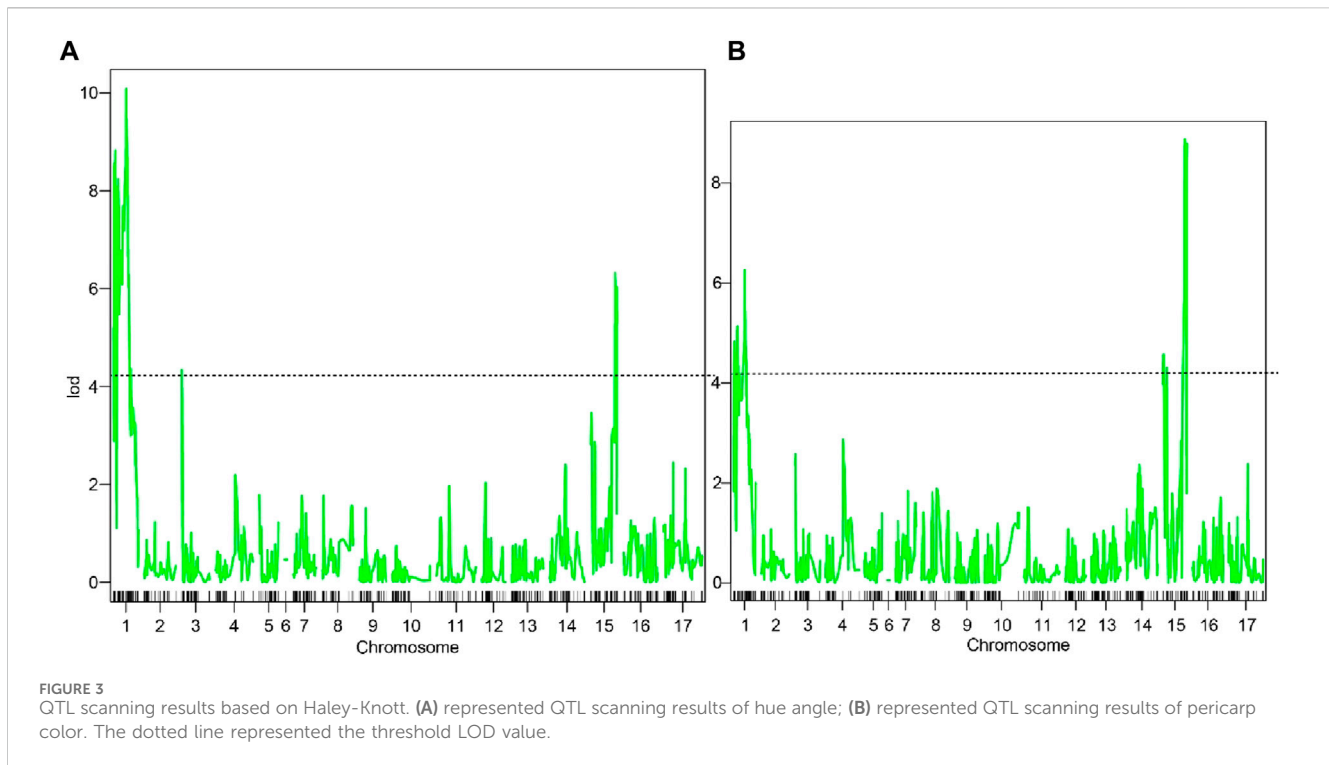 A
B
10
8
6
4
2
0
lod
1 2 3 4 5 6 7 8 9 10 11 12 13 14 15 16 17
Chromosome
8
6
4
2
0
1 2 3 4 5 6 7 8 9 10 11 12 13 14 15 16 17
Chromosome
FIGURE 3
QTL scanning results based on Haley-Knott. (A) represented QTL scanning results of hue angle; (B) represented QTL scanning results of pericarp
color. The dotted line represented the threshold LOD value.